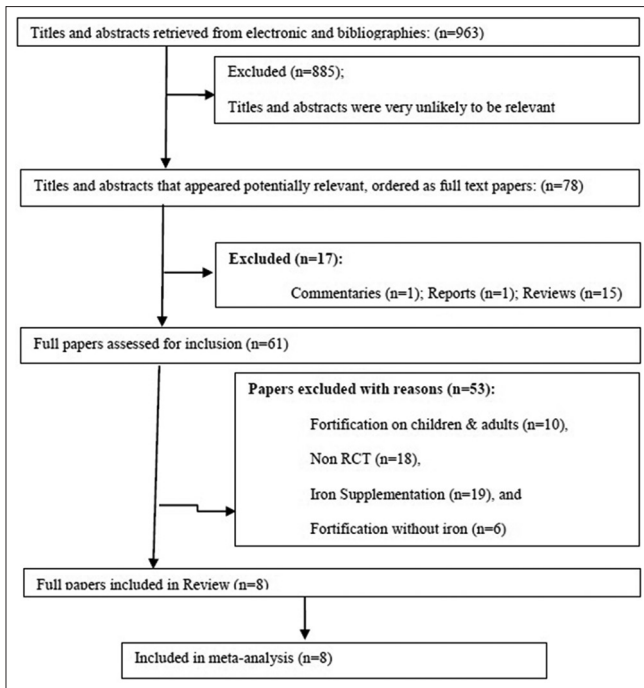 Titles and abstracts retrieved from electronic and bibliographies: (n=963)
Excluded (n=885);
Titles and abstracts were very unlikely to be relevant
Titles and abstracts that appeared potentially relevant, ordered as full text papers: (n=78)
Excluded (n=17):
Commentaries (n=1); Reports (n=1); Reviews (n=15)
Full papers assessed for inclusion (n=61)
Papers excluded with reasons (n=53):
Fortification on children & adults (n=10),
Non RCT (n=18),
Iron Supplementation (n=19), and
Fortification without iron (n=6)
Full papers included in Review (n=8)
Included in meta-analysis (n=8)